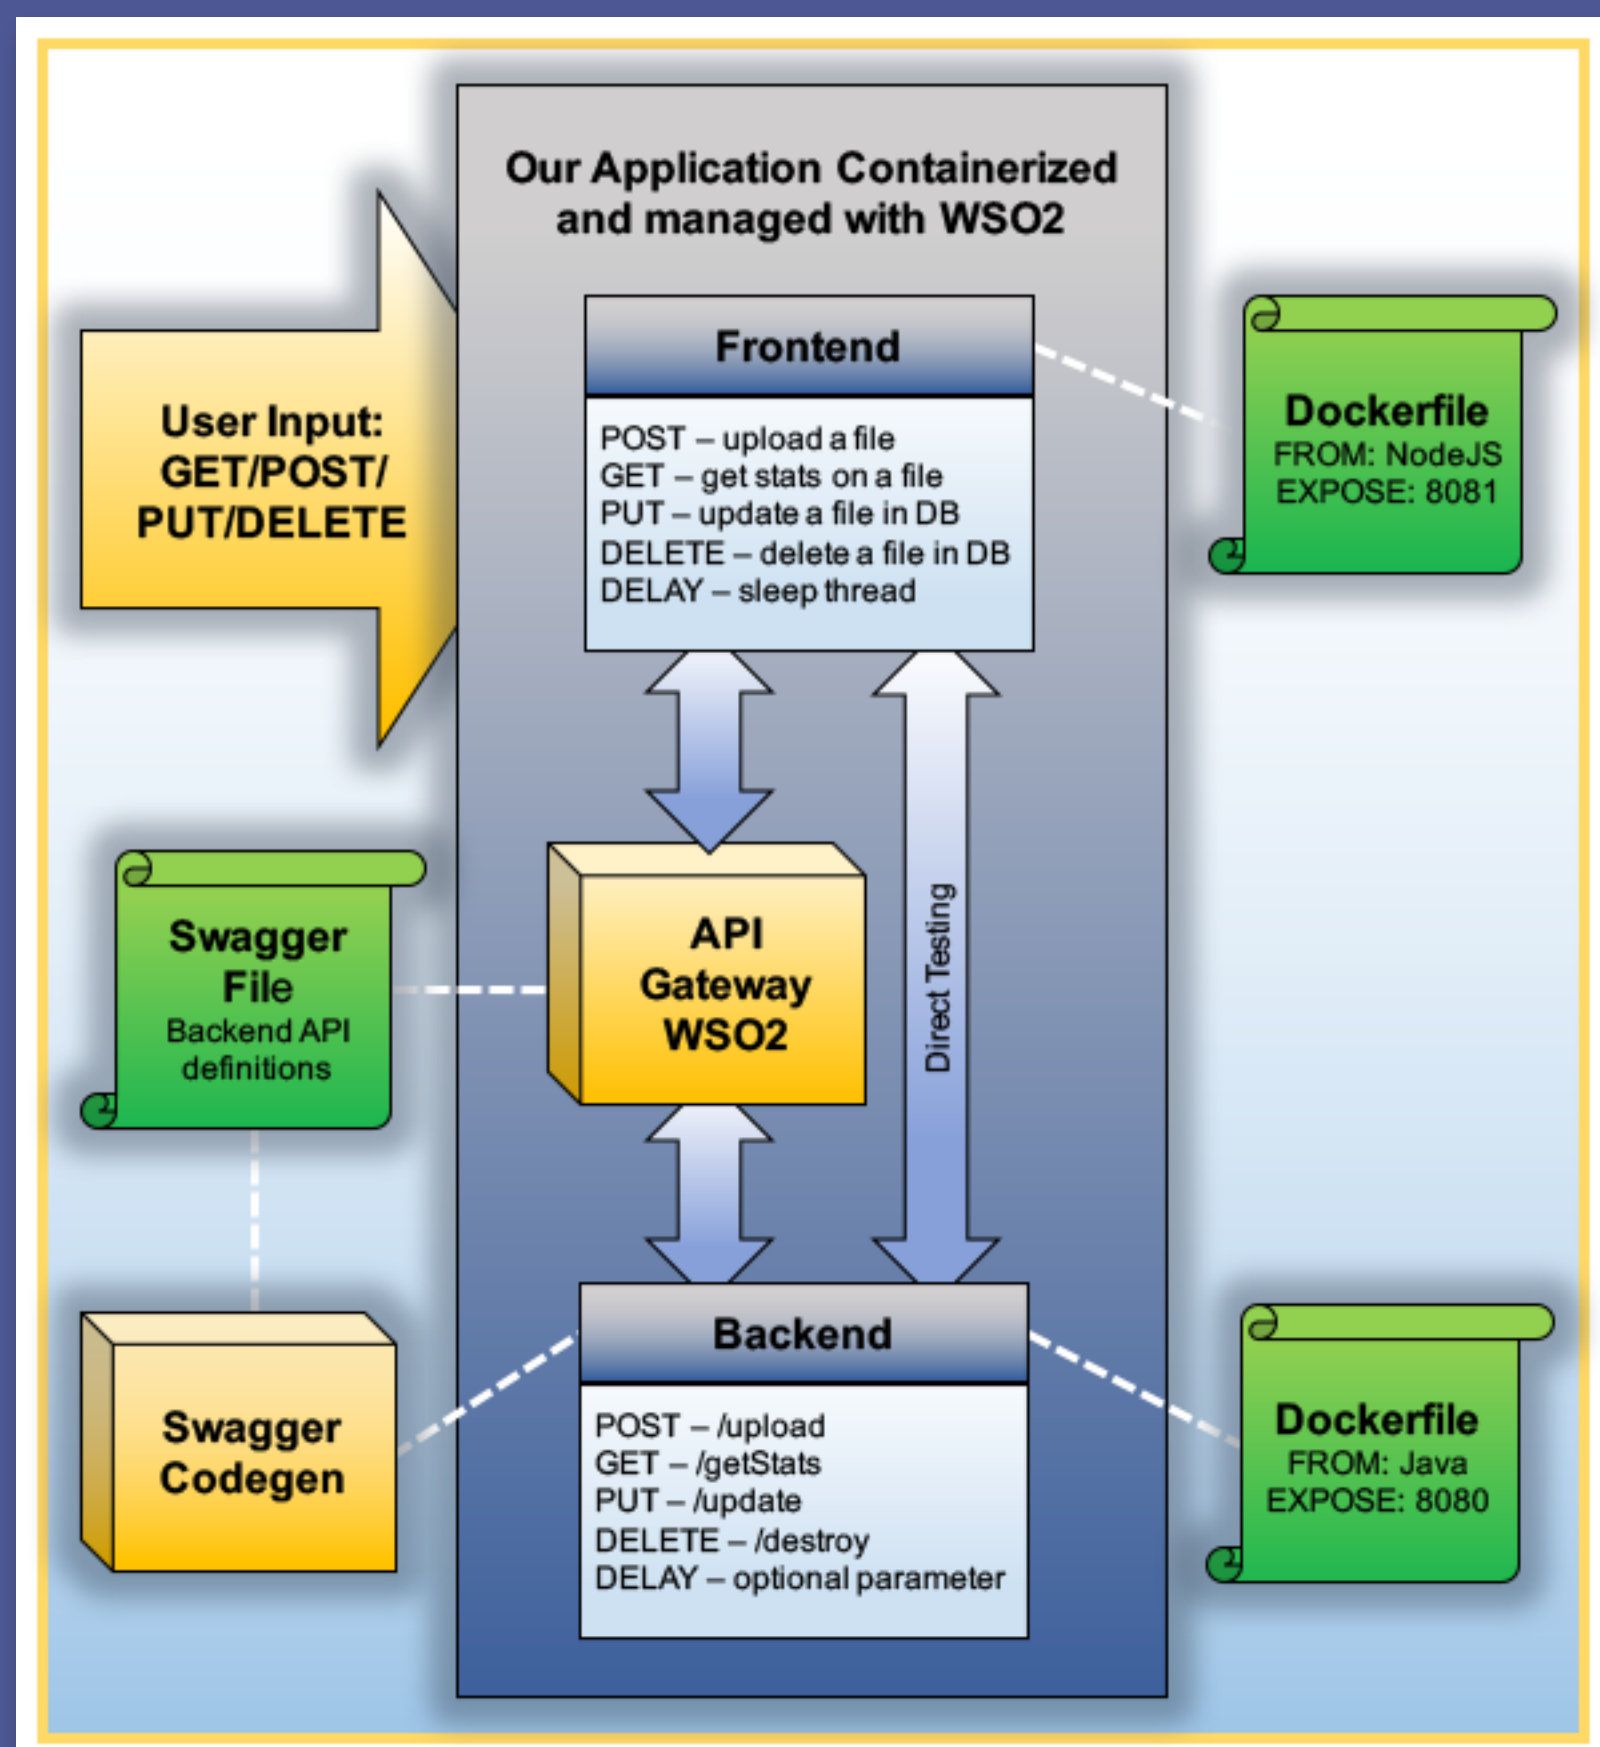 Our Application Containerized
and managed with WSO2
User Input:
GET/POST/
PUT/DELETE
Frontend
POST – upload a file
GET – get stats on a file
PUT – update a file in DB
DELETE – delete a file in DB
DELAY – sleep thread
Dockerfile
FROM: NodeJS
EXPOSE: 8081
Swagger
File
Backend API
definitions
API
Gateway
WSO2
Direct Testing
Swagger
Codegen
Backend
POST – /upload
GET – /getStats
PUT – /update
DELETE – /destroy
DELAY – optional parameter
Dockerfile
FROM: Java
EXPOSE: 8080